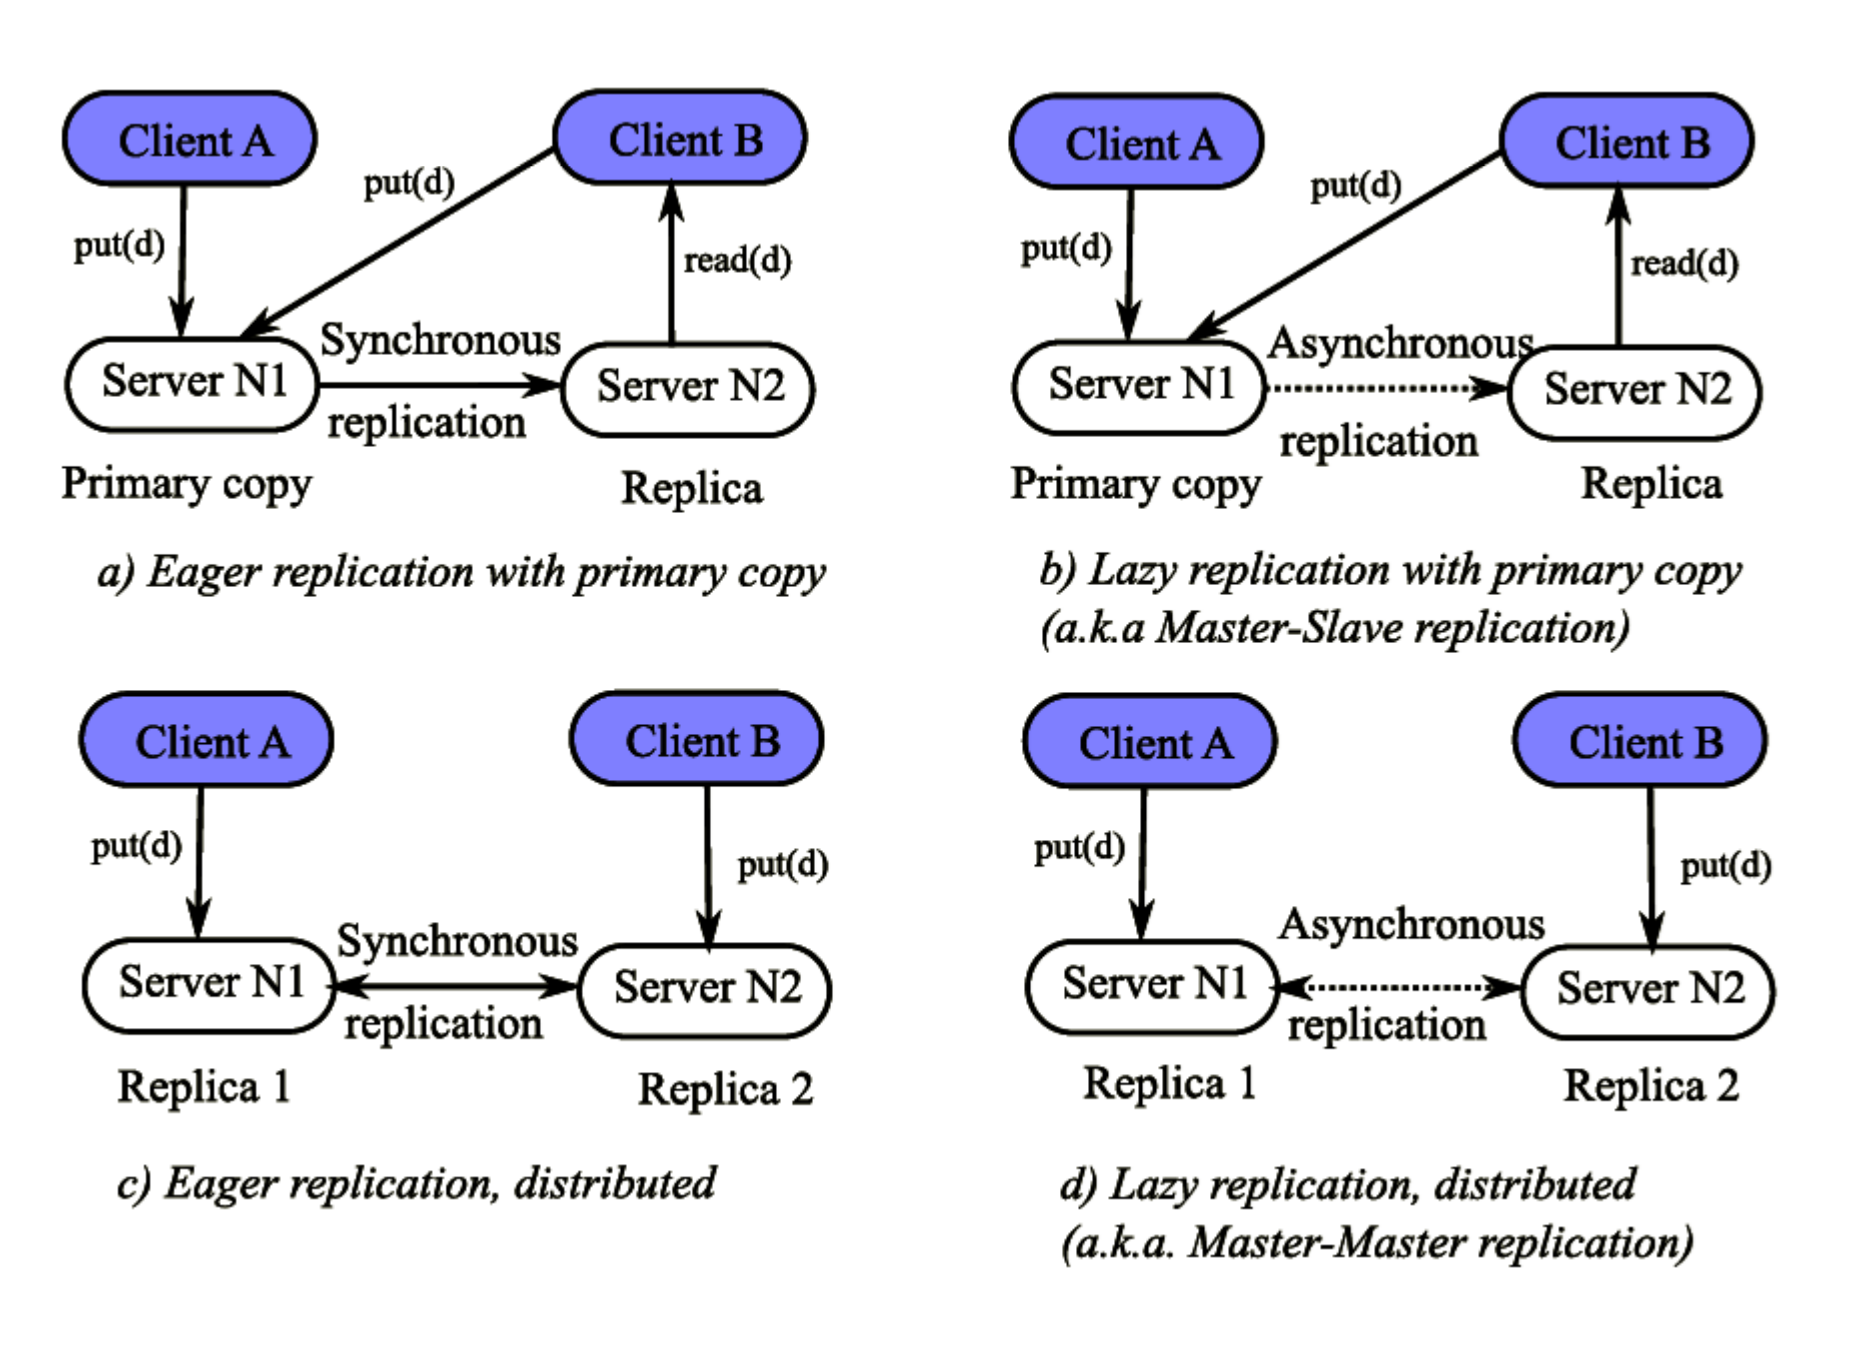 Client A
Client B
put(d)
put(d)
read(d)
Synchronous
Server N1
Server N2
replication
Primary copy
Replica
a) Eager replication with primary copy
Client A
Client B
put(d)
put(d)
read(d)
Asynchronous
Server N1
Server N2
replication
Primary copy
Replica
b) Lazy replication with primary copy
(a.k.a Master-Slave replication)
Client A
Client B
put(d)
put(d)
Synchronous
Server N1
Server N2
replication
Replica 1
Replica 2
c) Eager replication, distributed
Client A
Client B
put(d)
put(d)
Asynchronous
Server N1
Server N2
replication
Replica 1
Replica 2
d) Lazy replication, distributed
(a.k.a. Master-Master replication)